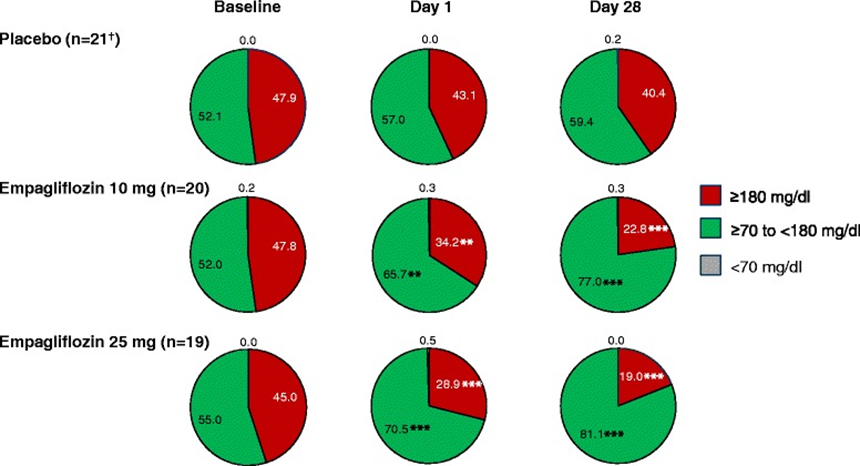 Baseline Day 1 Day 28
Placebo (n=21†)
0.0 0.0 0.2
52.1 47.9 57.0 43.1 59.4 40.4
Empagliflozin 10 mg (n=20)
0.2 0.3 0.3
52.0 47.8 65.7** 34.2** 77.0*** 22.8***
≥180 mg/dl
≥70 to <180 mg/dl
<70 mg/dl
Empagliflozin 25 mg (n=19)
0.0 0.5 0.0
55.0 45.0 70.5*** 28.9*** 81.1*** 19.0***